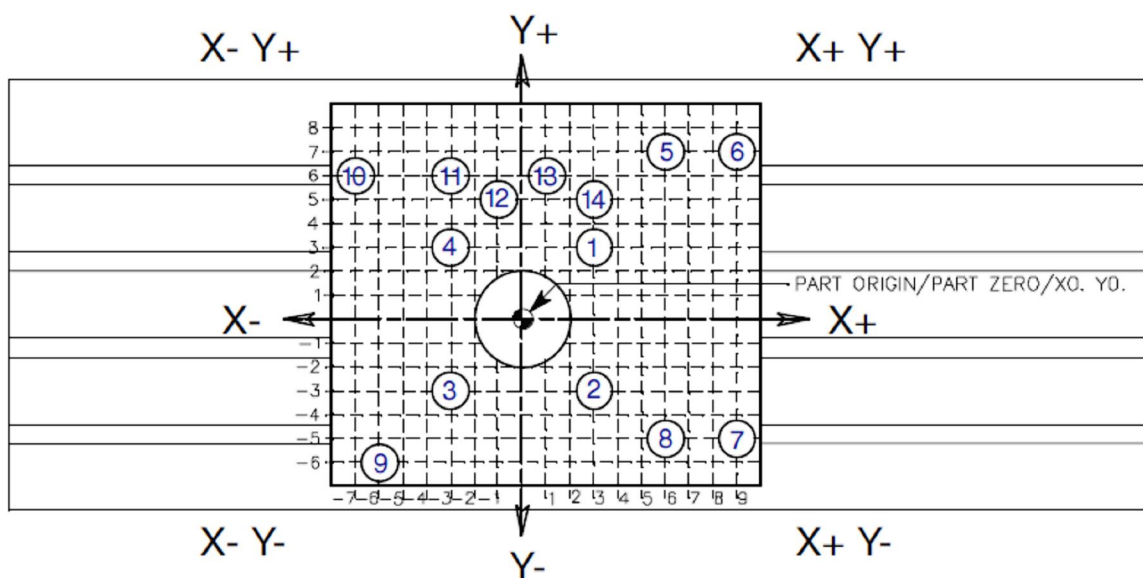 Y+
X- Y+
X+ Y+
8
7 5 6
6 10 11 13
5 12 14
4
3 4 1
2
1 PART ORIGIN/PART ZERO/X0. Y0.
X- X+
-1
-2
-3 3 2
-4
-5 8 7
-6 9
-7 -6 -5 -4 -3 -2 -1 1 2 3 4 5 6 7 8 9
X- Y-
Y-
X+ Y-